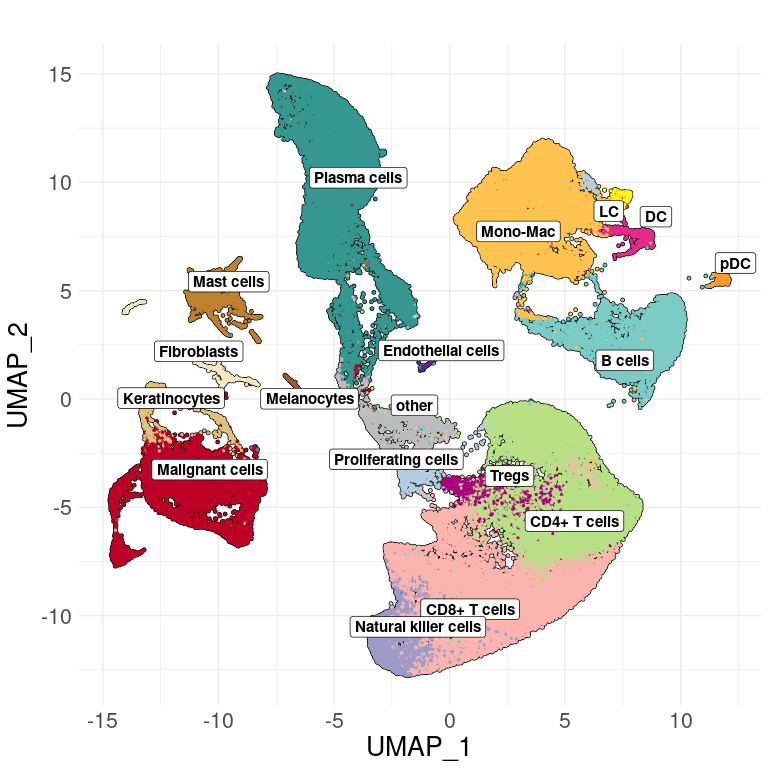 15
10
5
0
-5
-10
UMAP_2
Plasma cells
LC
DC
Mono-Mac
pDC
Mast cells
Fibroblasts
Endothelial cells
B cells
Keratinocytes
Melanocytes
other
Proliferating cells
Malignant cells
Tregs
CD4+ T cells
CD8+ T cells
Natural killer cells
-15
-10
-5
0
5
10
UMAP_1